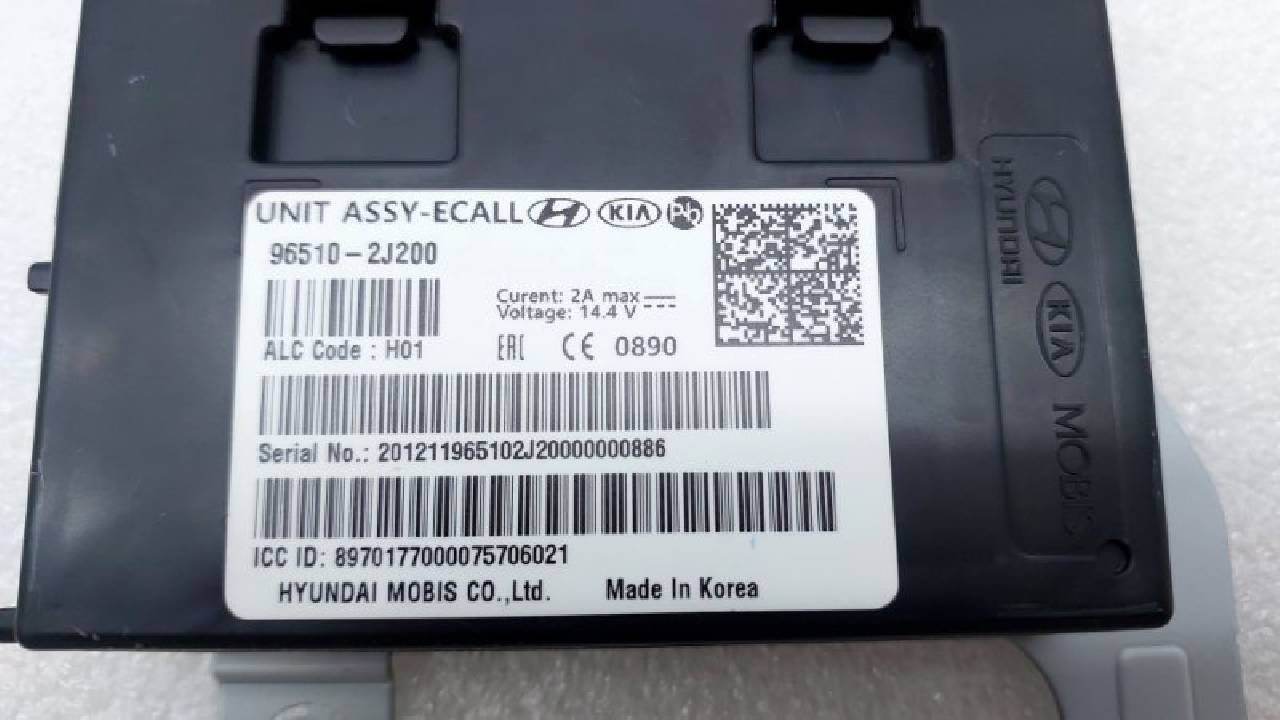 UNIT ASSY-ECALL KIA Pb
96510-2J200
Curent: 2A max
Voltage: 14.4 V
ALC Code : H01
EAC CE 0890
Serial No.: 201211965102J20000000886
ICC ID: 8970177000075706021
HYUNDAI MOBIS CO.,Ltd. Made In Korea
HYUNDAI KIA MOBIS